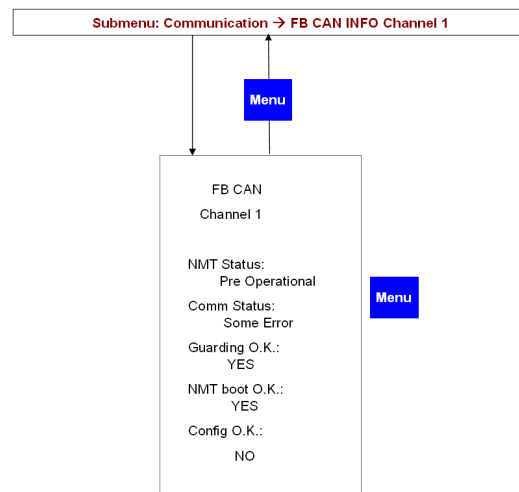 Submenu: Communication → FB CAN INFO Channel 1
Menu
FB CAN
Channel 1
NMT Status:
Pre Operational
Menu
Comm Status:
Some Error
Guarding O.K.:
YES
NMT boot O.K.:
YES
Config O.K.:
NO